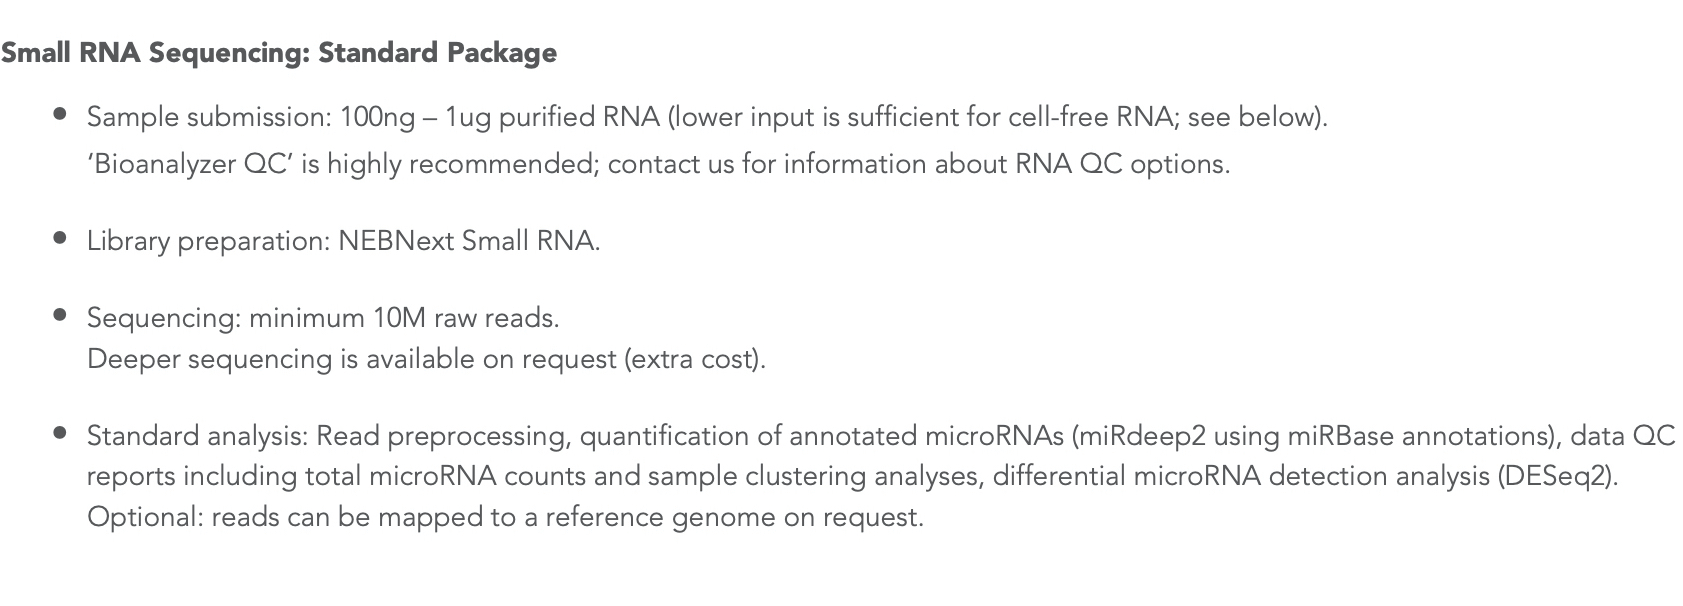 Small RNA Sequencing: Standard Package
• Sample submission: 100ng – 1ug purified RNA (lower input is sufficient for cell-free RNA; see below).
‘Bioanalyzer QC’ is highly recommended; contact us for information about RNA QC options.
• Library preparation: NEBNext Small RNA.
• Sequencing: minimum 10M raw reads.
Deeper sequencing is available on request (extra cost).
• Standard analysis: Read preprocessing, quantification of annotated microRNAs (miRdeep2 using miRBase annotations), data QC
reports including total microRNA counts and sample clustering analyses, differential microRNA detection analysis (DESeq2).
Optional: reads can be mapped to a reference genome on request.